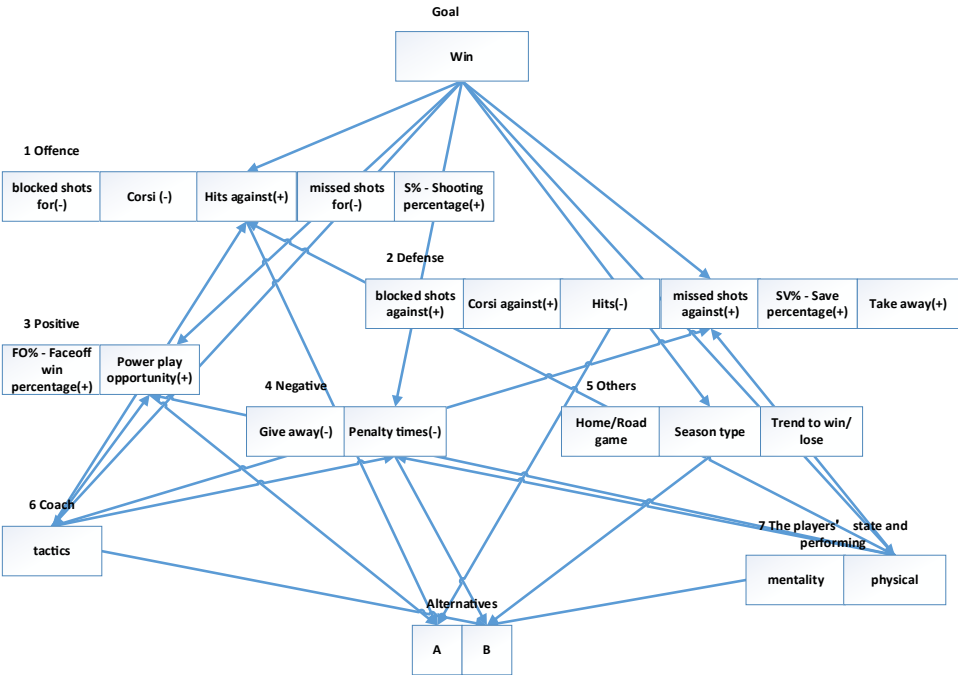 Goal
Win
1 Offence
blocked shots
for(-)
Corsi (-)
Hits against(+)
missed shots
for(-)
S% - Shooting
percentage(+)
2 Defense
blocked shots
against(+)
Corsi against(+)
Hits(-)
missed shots
against(+)
SV% - Save
percentage(+)
Take away(+)
3 Positive
FO% - Faceoff
win
percentage(+)
Power play
opportunity(+)
4 Negative
Give away(-)
Penalty times(-)
5 Others
Home/Road
game
Season type
Trend to win/
lose
6 Coach
tactics
7 The players’ state and
performing
mentality
physical
Alternatives
A
B